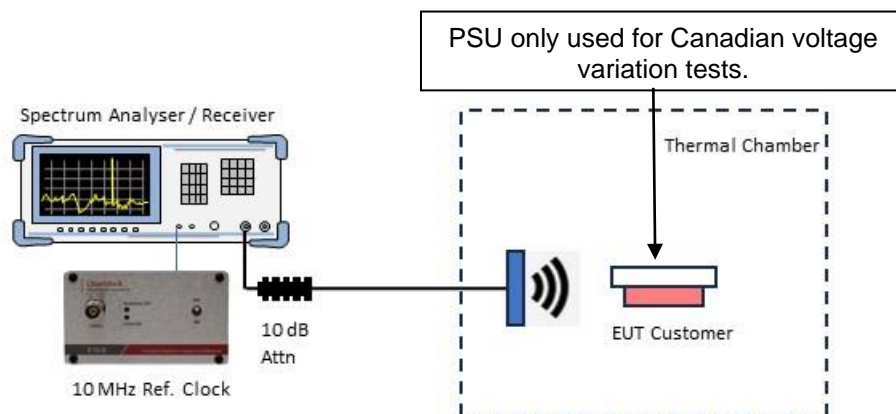 PSU only used for Canadian voltage
variation tests.
Spectrum Analyser / Receiver
Thermal Chamber
10 dB
Attn
EUT Customer
10 MHz Ref. Clock